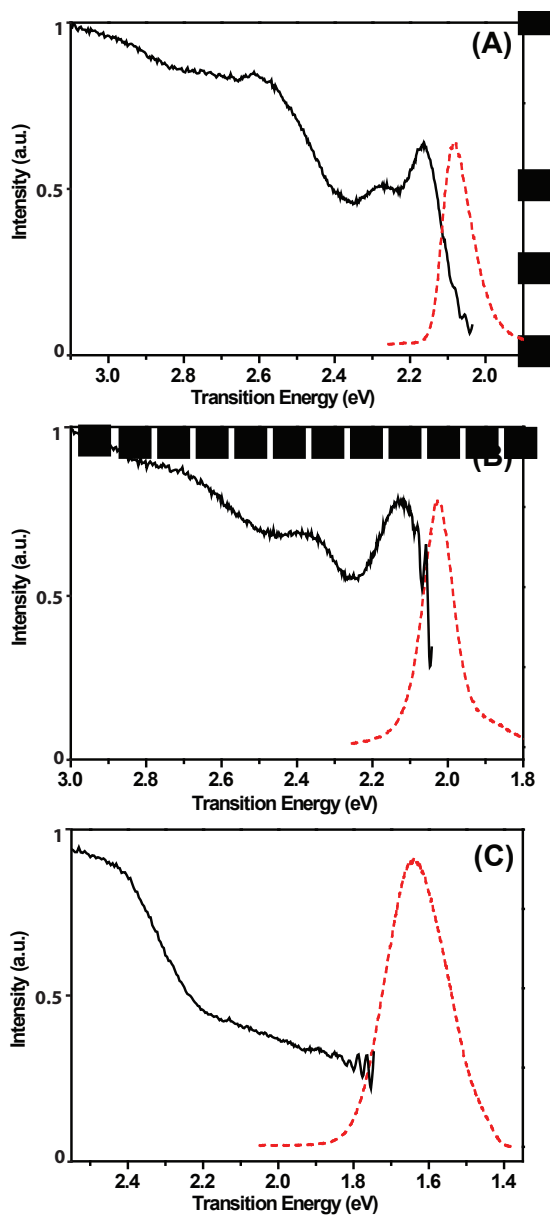 (A)
1
0.5
0
Intensity (a.u.)
3.0 2.8 2.6 2.4 2.2 2.0
Transition Energy (eV)
(B)
1
0.5
0
Intensity (a.u.)
3.0 2.8 2.6 2.4 2.2 2.0 1.8
Transition Energy (eV)
(C)
1
0.5
0
Intensity (a.u.)
2.4 2.2 2.0 1.8 1.6 1.4
Transition Energy (eV)